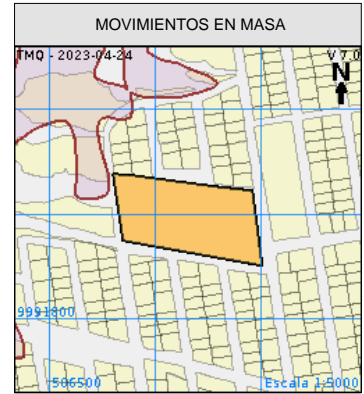 MOVIMIENTOS EN MASA
TMQ - 2023-04-24 V 7.0
N
9991800
506500 Escala 1:5000